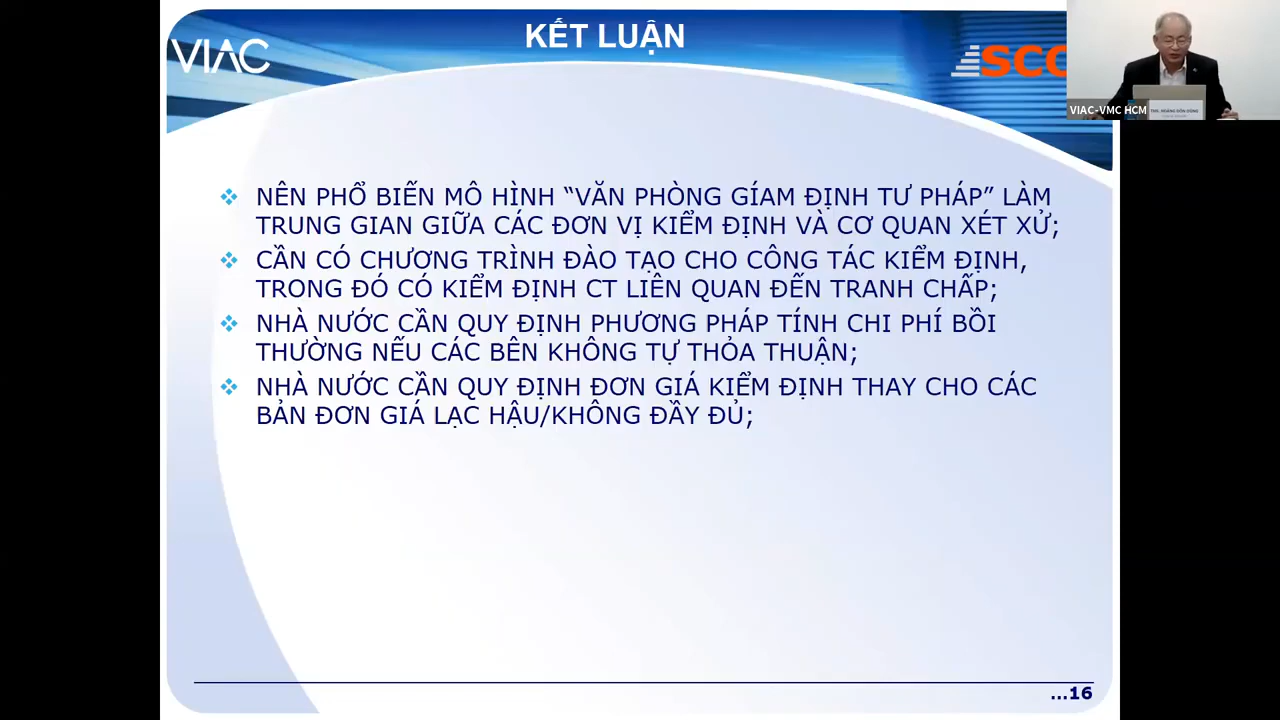 KẾT LUẬN
VIAC
SCC
VIAC-VMC HCM
THS. HOÀNG ĐÔN DŨNG
NÊN PHỔ BIẾN MÔ HÌNH “VĂN PHÒNG GÍAM ĐỊNH TƯ PHÁP” LÀM
TRUNG GIAN GIỮA CÁC ĐƠN VỊ KIỂM ĐỊNH VÀ CƠ QUAN XÉT XỬ;
CẦN CÓ CHƯƠNG TRÌNH ĐÀO TẠO CHO CÔNG TÁC KIỂM ĐỊNH,
TRONG ĐÓ CÓ KIỂM ĐỊNH CT LIÊN QUAN ĐẾN TRANH CHẤP;
NHÀ NƯỚC CẦN QUY ĐỊNH PHƯƠNG PHÁP TÍNH CHI PHÍ BỒI
THƯỜNG NẾU CÁC BÊN KHÔNG TỰ THỎA THUẬN;
NHÀ NƯỚC CẦN QUY ĐỊNH ĐƠN GIÁ KIỂM ĐỊNH THAY CHO CÁC
BẢN ĐƠN GIÁ LẠC HẬU/KHÔNG ĐẦY ĐỦ;
...16